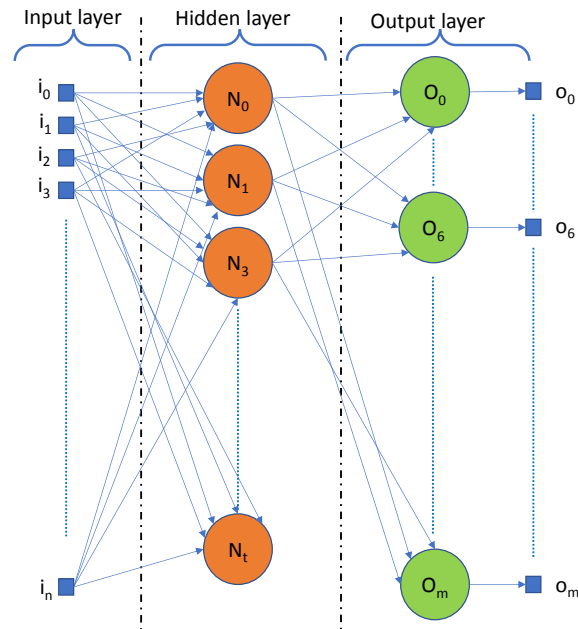 Input layer Hidden layer Output layer
i0 N0 O0 o0
i1
i2 N1
i3
N3 O6 o6
Nt
in Om om